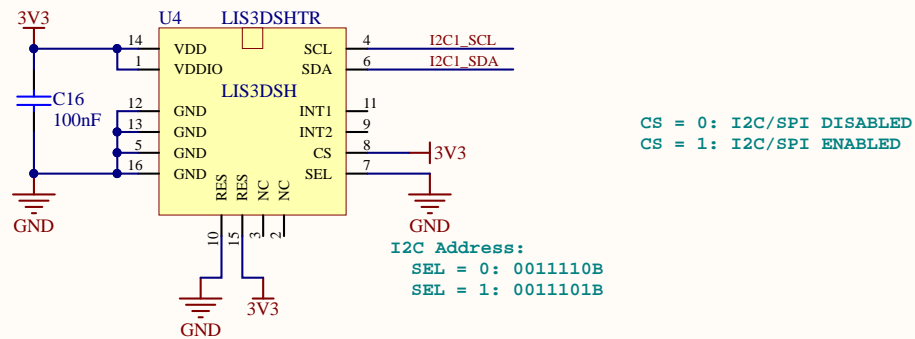 3V3
U4 LIS3DSHTR
14 VDD SCL 4 I2C1_SCL
1 VDDIO SDA 6 I2C1_SDA
LIS3DSH
C16
100nF
12 GND INT1 11
13 GND INT2 9
5 GND CS 8 3V3
16 GND SEL 7
CS = 0: I2C/SPI DISABLED
CS = 1: I2C/SPI ENABLED
RES RES NC NC
10 15 3 2
GND
GND
I2C Address:
SEL = 0: 0011110B
SEL = 1: 0011101B
GND
3V3